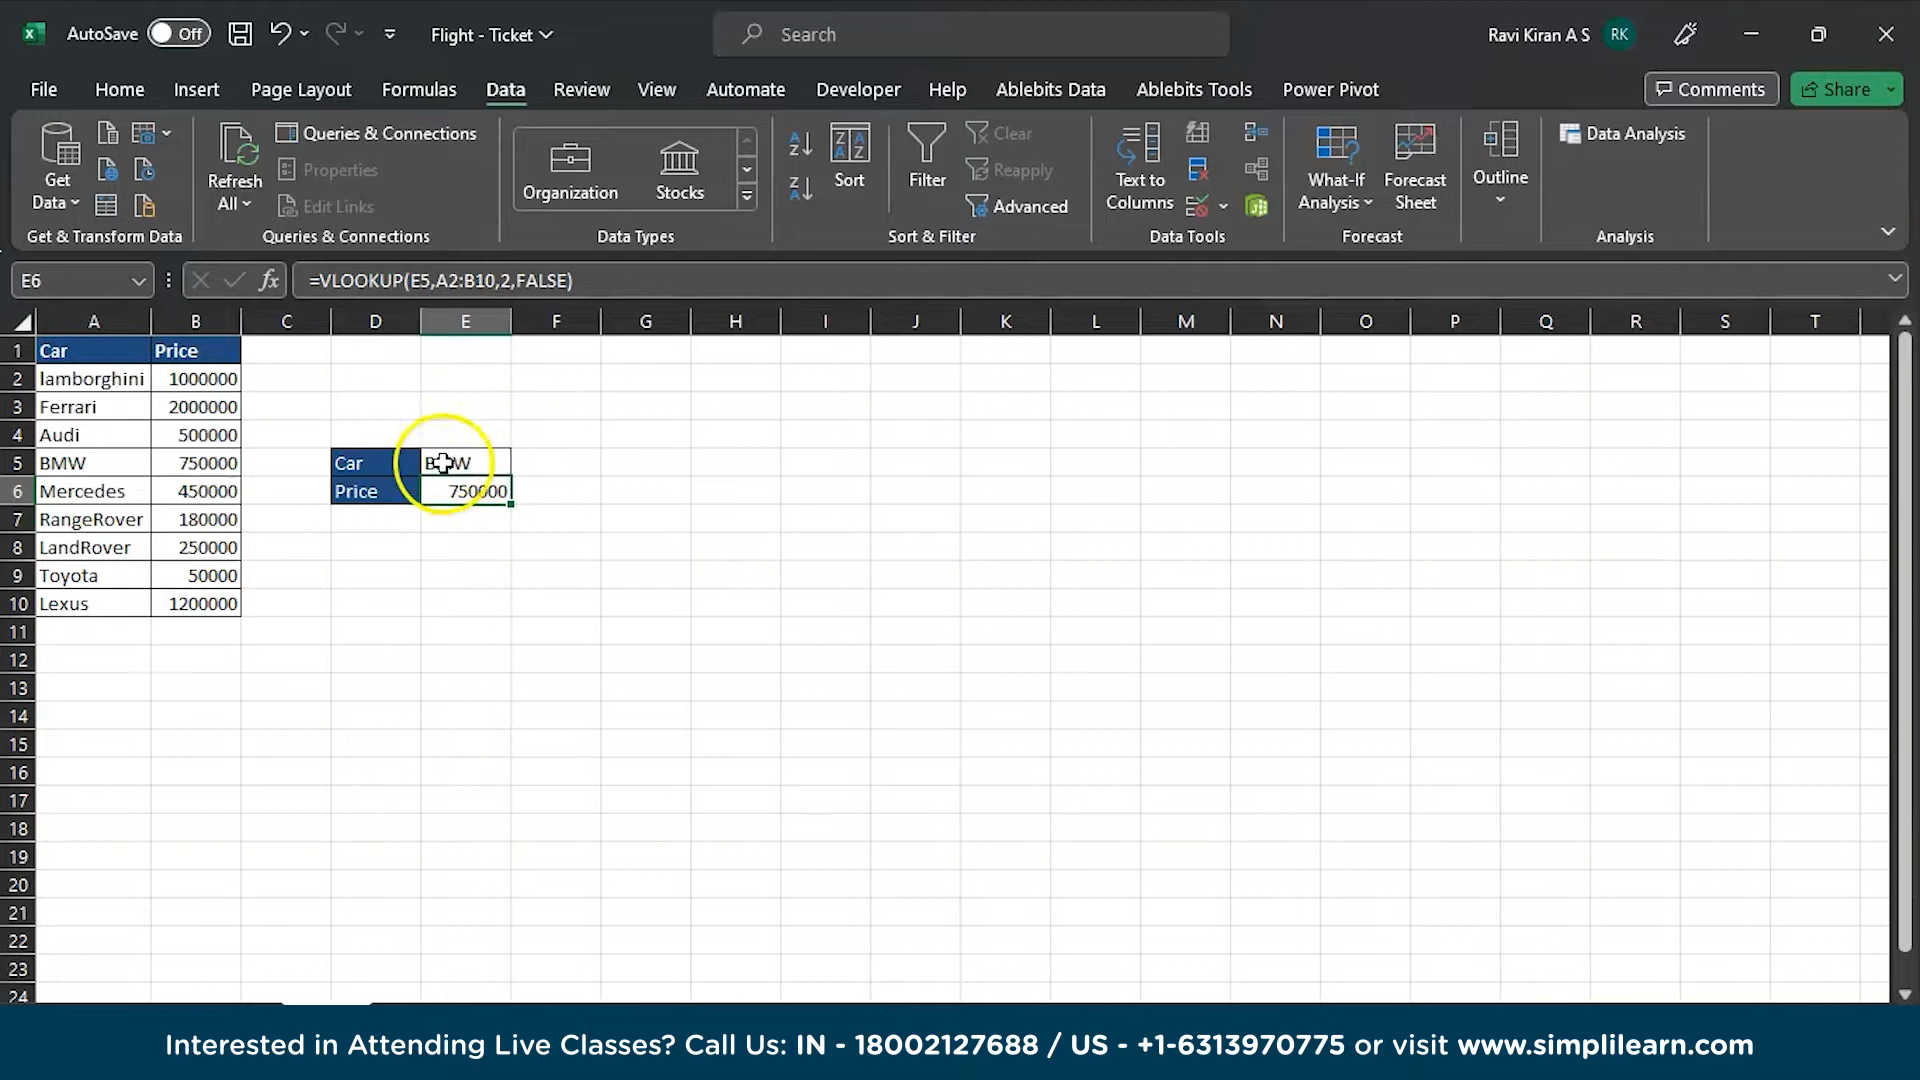 AutoSave Off Flight - Ticket Search Ravi Kiran A S RK
File Home Insert Page Layout Formulas Data Review View Automate Developer Help Ablebits Data Ablebits Tools Power Pivot Comments Share
Get Data
Refresh All
Queries & Connections
Properties
Edit Links
Organization Stocks
Sort
Filter
Clear
Reapply
Advanced
Text to Columns
What-If Analysis
Forecast Sheet
Outline
Data Analysis
Get & Transform Data Queries & Connections Data Types Sort & Filter Data Tools Forecast Analysis
E6 fx =VLOOKUP(E5,A2:B10,2,FALSE)
A B C D E F G H I J K L M N O P Q R S T
1 Car Price
2 lamborghini 1000000
3 Ferrari 2000000
4 Audi 500000
5 BMW 750000 Car BMW
6 Mercedes 450000 Price 750000
7 RangeRover 180000
8 LandRover 250000
9 Toyota 50000
10 Lexus 1200000
11
12
13
14
15
16
17
18
19
20
21
22
23
24
Interested in Attending Live Classes? Call Us: IN - 18002127688 / US - +1-6313970775 or visit www.simplilearn.com